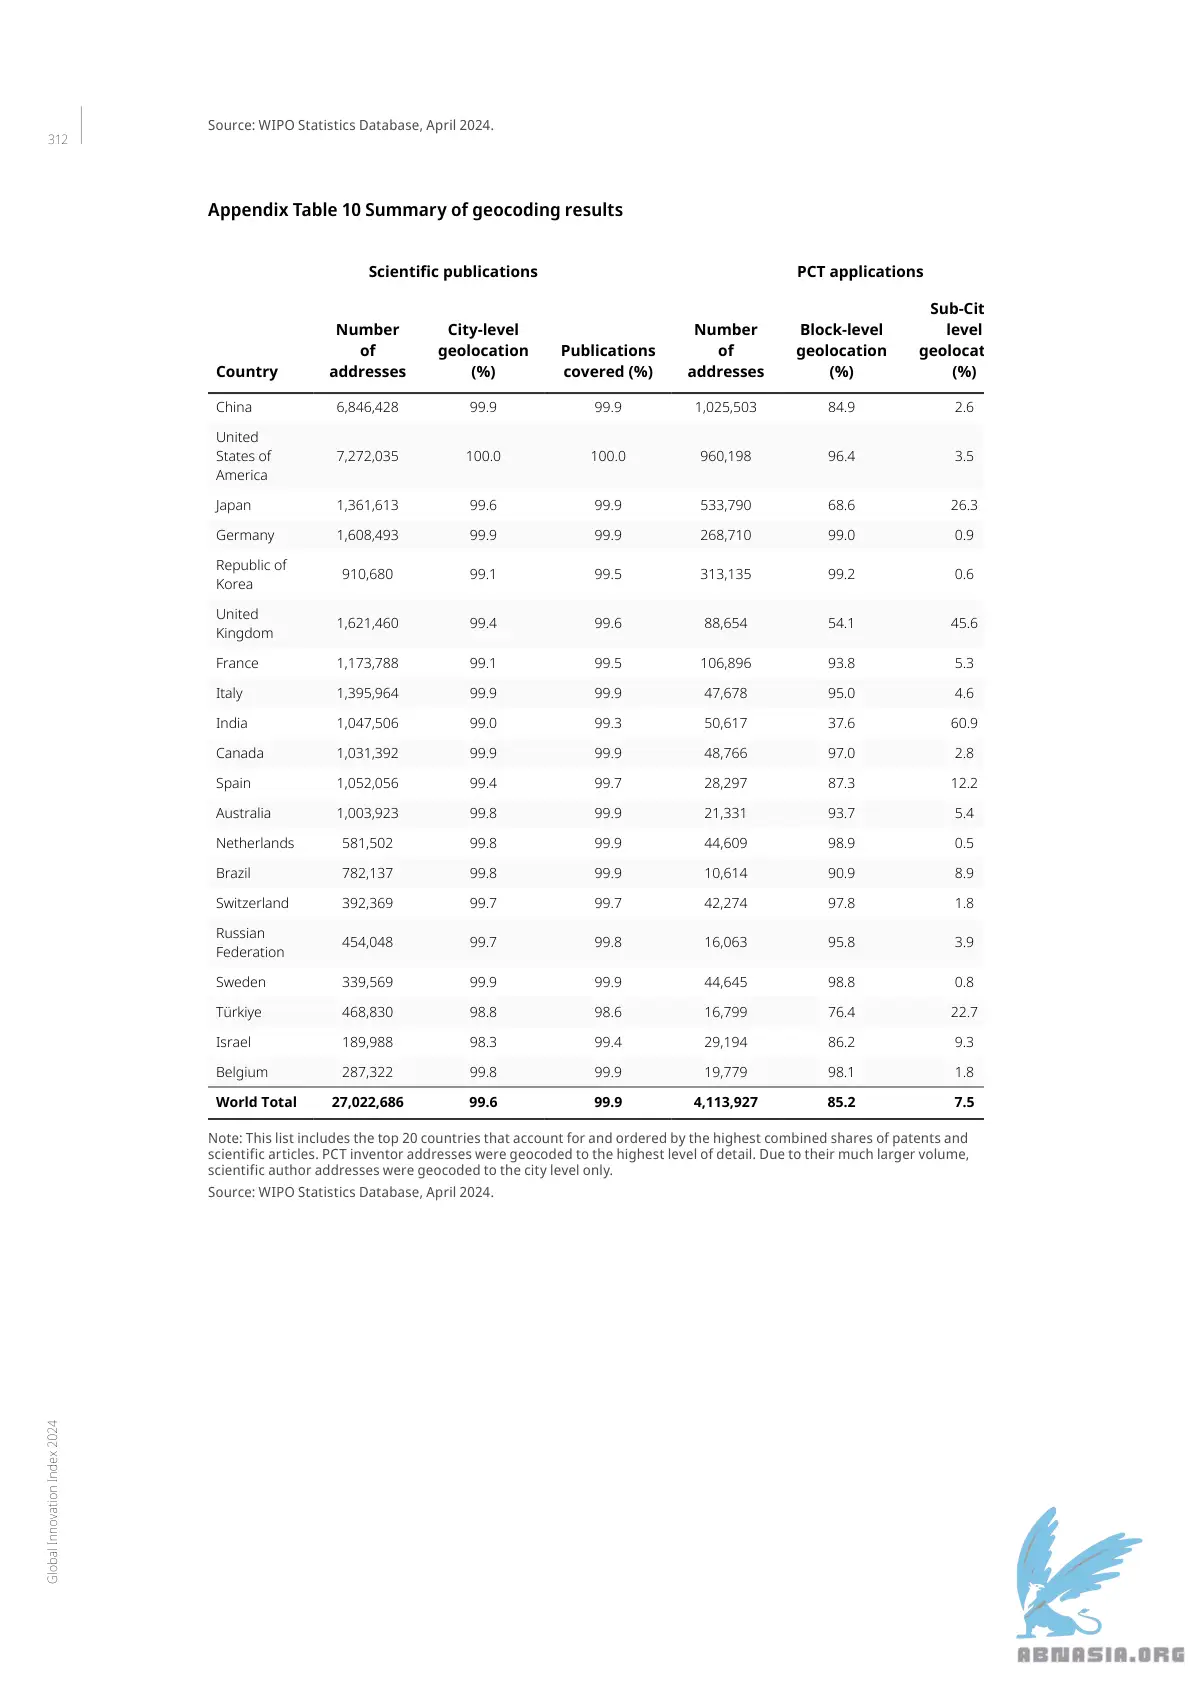 312
Source: WIPO Statistics Database, April 2024.
Appendix Table 10 Summary of geocoding results
Scientific publications PCT applications
Country Number of addresses City-level geolocation (%) Publications covered (%) Number of addresses Block-level geolocation (%) Sub-Cit level geolocat (%)
China 6,846,428 99.9 99.9 1,025,503 84.9 2.6
United States of America 7,272,035 100.0 100.0 960,198 96.4 3.5
Japan 1,361,613 99.6 99.9 533,790 68.6 26.3
Germany 1,608,493 99.9 99.9 268,710 99.0 0.9
Republic of Korea 910,680 99.1 99.5 313,135 99.2 0.6
United Kingdom 1,621,460 99.4 99.6 88,654 54.1 45.6
France 1,173,788 99.1 99.5 106,896 93.8 5.3
Italy 1,395,964 99.9 99.9 47,678 95.0 4.6
India 1,047,506 99.0 99.3 50,617 37.6 60.9
Canada 1,031,392 99.9 99.9 48,766 97.0 2.8
Spain 1,052,056 99.4 99.7 28,297 87.3 12.2
Australia 1,003,923 99.8 99.9 21,331 93.7 5.4
Netherlands 581,502 99.8 99.9 44,609 98.9 0.5
Brazil 782,137 99.8 99.9 10,614 90.9 8.9
Switzerland 392,369 99.7 99.7 42,274 97.8 1.8
Russian Federation 454,048 99.7 99.8 16,063 95.8 3.9
Sweden 339,569 99.9 99.9 44,645 98.8 0.8
Türkiye 468,830 98.8 98.6 16,799 76.4 22.7
Israel 189,988 98.3 99.4 29,194 86.2 9.3
Belgium 287,322 99.8 99.9 19,779 98.1 1.8
World Total 27,022,686 99.6 99.9 4,113,927 85.2 7.5
Note: This list includes the top 20 countries that account for and ordered by the highest combined shares of patents and
scientific articles. PCT inventor addresses were geocoded to the highest level of detail. Due to their much larger volume,
scientific author addresses were geocoded to the city level only.
Source: WIPO Statistics Database, April 2024.
Global Innovation Index 2024
ABNASIA.ORG